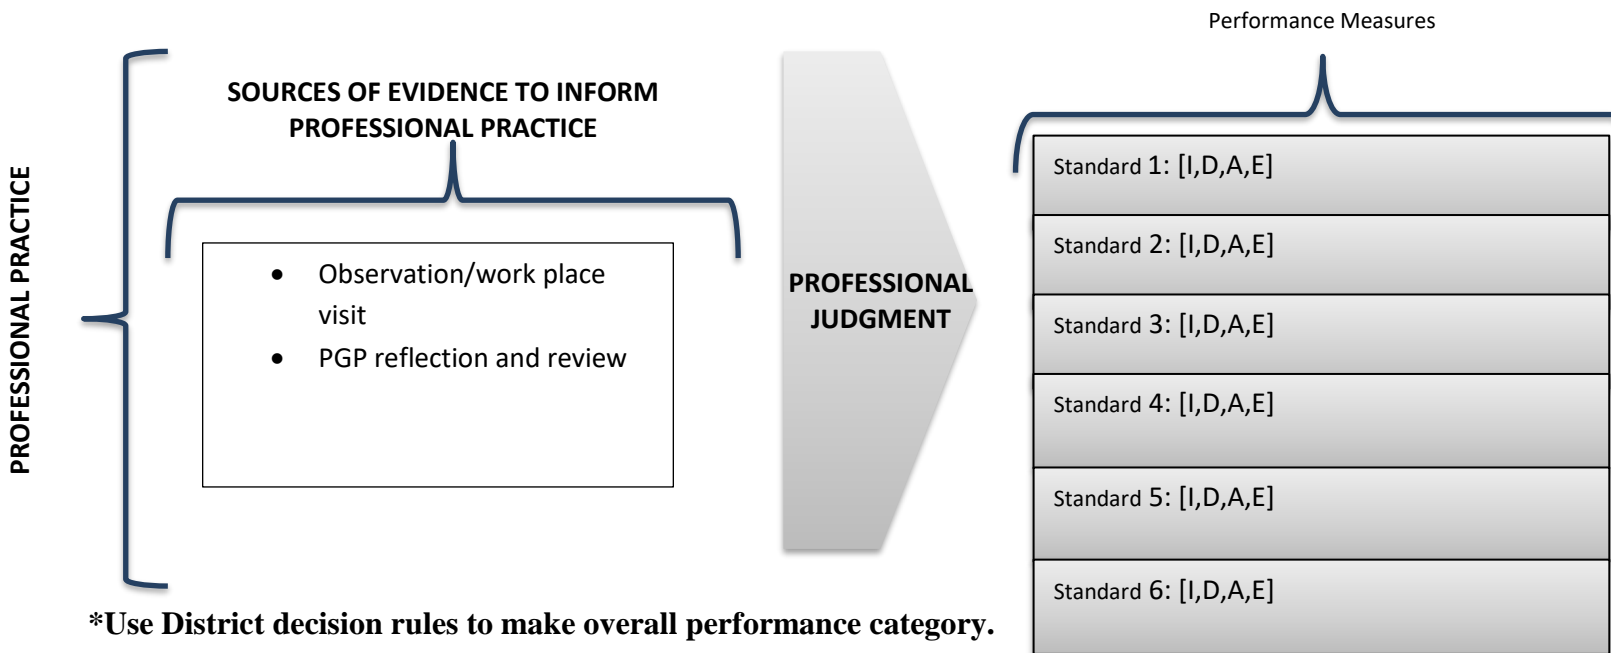 PROFESSIONAL PRACTICE
SOURCES OF EVIDENCE TO INFORM
PROFESSIONAL PRACTICE
• Observation/work place
visit
• PGP reflection and review
PROFESSIONAL
JUDGMENT
Performance Measures
Standard 1: [I,D,A,E]
Standard 2: [I,D,A,E]
Standard 3: [I,D,A,E]
Standard 4: [I,D,A,E]
Standard 5: [I,D,A,E]
Standard 6: [I,D,A,E]
*Use District decision rules to make overall performance category.